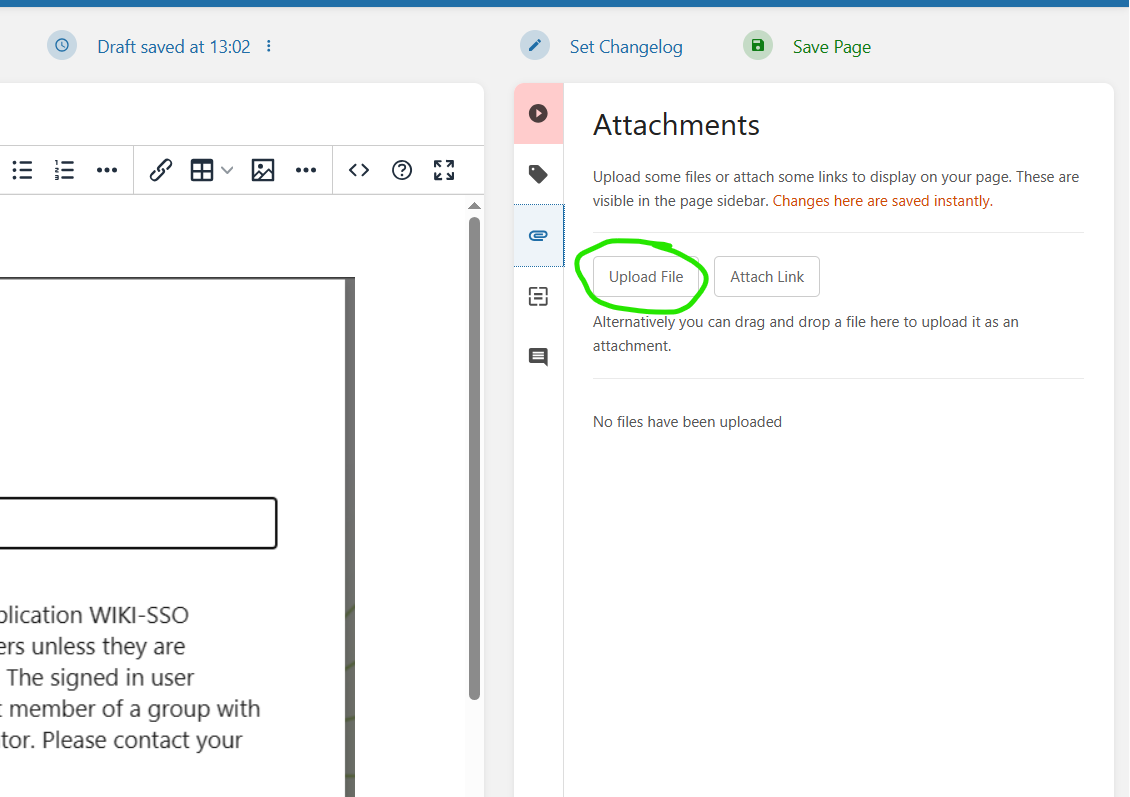 Draft saved at 13:02
Set Changelog
Save Page
Attachments
Upload some files or attach some links to display on your page. These are
visible in the page sidebar. Changes here are saved instantly.
Upload File
Attach Link
Alternatively you can drag and drop a file here to upload it as an
attachment.
No files have been uploaded
plication WIKI-SSO
ers unless they are
The signed in user
t member of a group with
tor. Please contact your